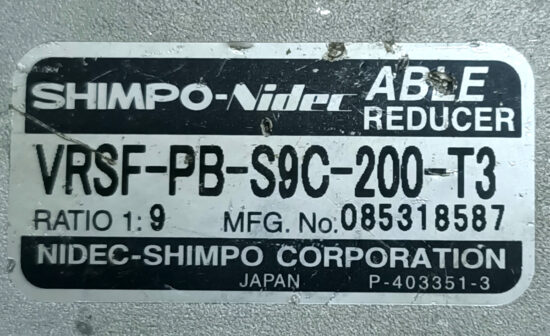 SHIMPO-Nidec ABLE REDUCER
VRSF-PB-S9C-200-T3
RATIO 1:9 MFG. No. 085318587
NIDEC-SHIMPO CORPORATION
JAPAN P-403351-3